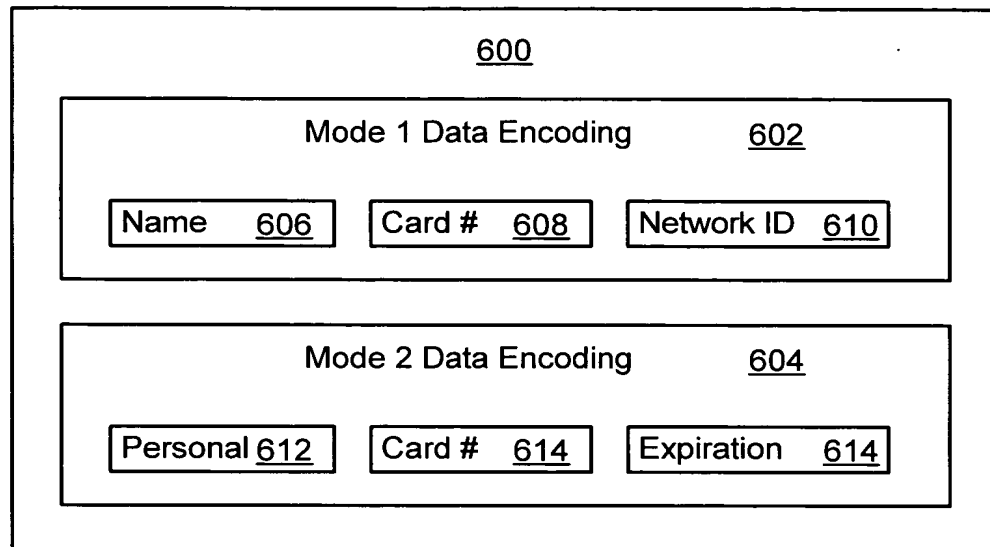 600
Mode 1 Data Encoding 602
Name 606 Card # 608 Network ID 610
Mode 2 Data Encoding 604
Personal 612 Card # 614 Expiration 614